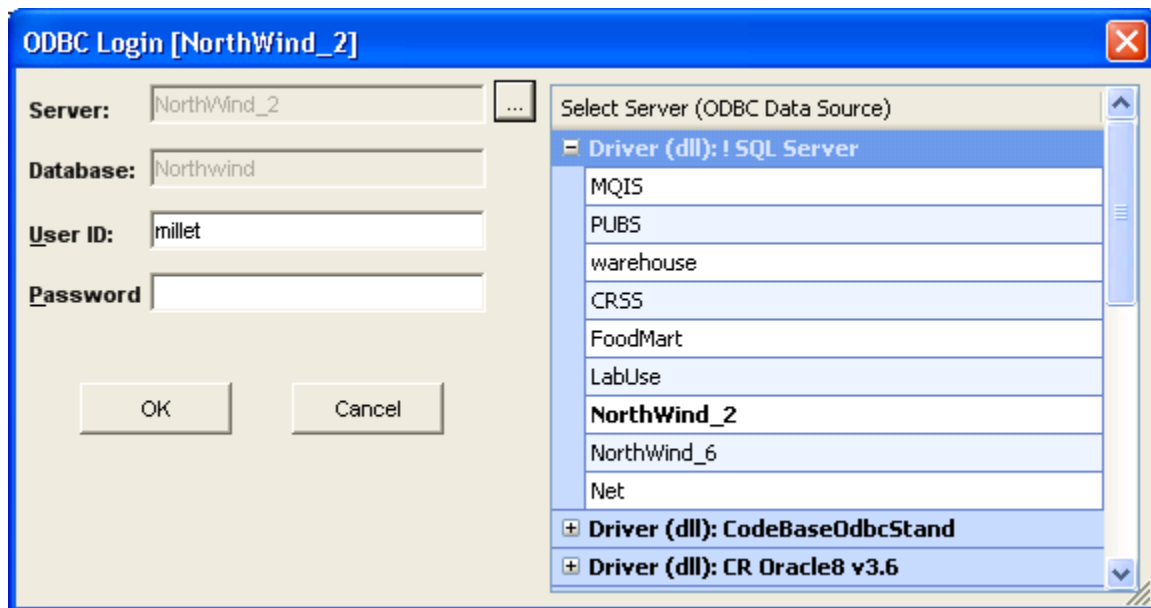 ODBC Login [NorthWind_2]
Server:
NorthWind_2
...
Database:
Northwind
User ID:
millet
Password
OK
Cancel
Select Server (ODBC Data Source)
Driver (dll): ! SQL Server
MQIS
PUBS
warehouse
CRSS
FoodMart
LabUse
NorthWind_2
NorthWind_6
Net
Driver (dll): CodeBaseOdbcStand
Driver (dll): CR Oracle8 v3.6